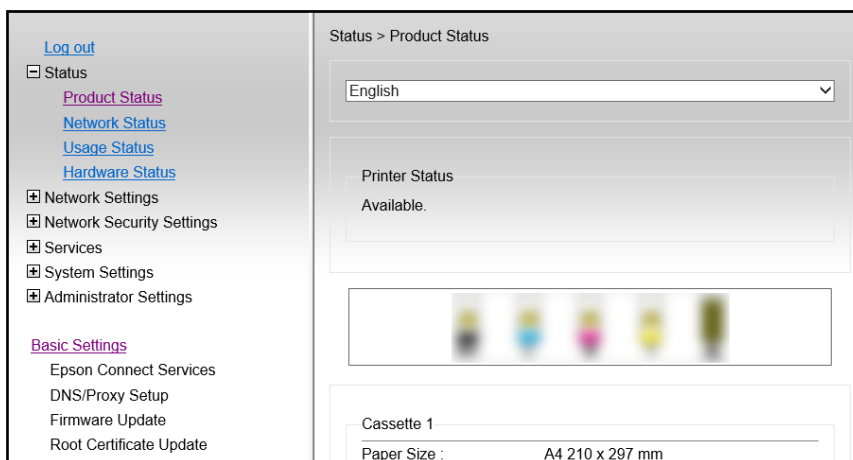 Log out
Status
Product Status
Network Status
Usage Status
Hardware Status
Network Settings
Network Security Settings
Services
System Settings
Administrator Settings
Basic Settings
Epson Connect Services
DNS/Proxy Setup
Firmware Update
Root Certificate Update
Status > Product Status
English
Printer Status
Available.
Cassette 1
Paper Size : A4 210 x 297 mm